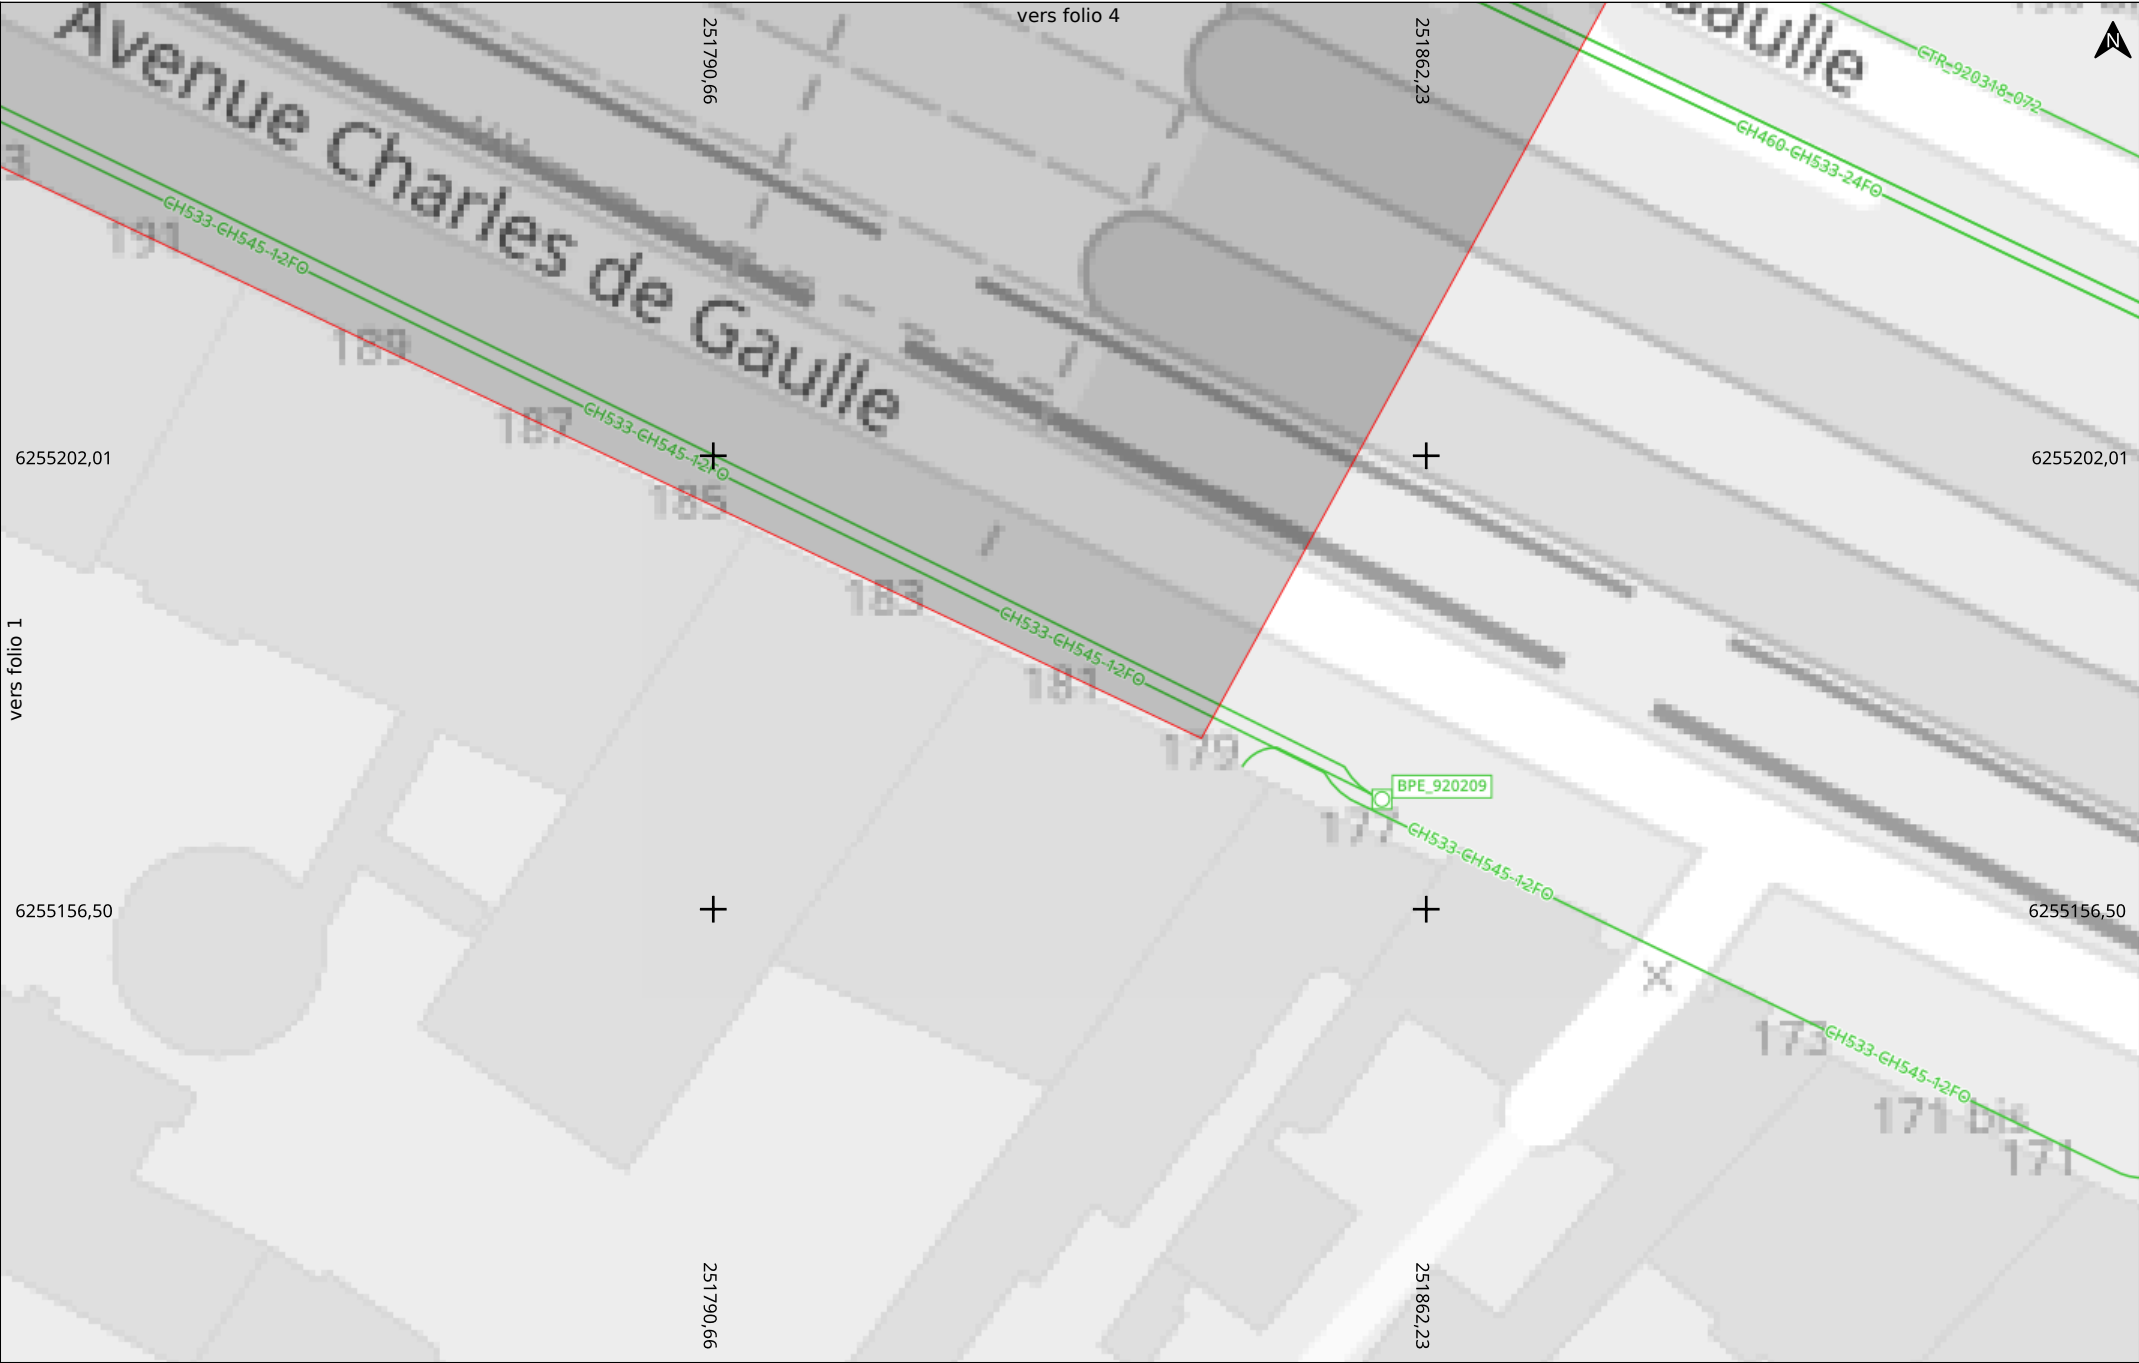 vers folio 4
251790,66
251862,23
N
Avenue Charles de Gaulle
Gaulle
CTR_920318_072
CH460-CH533-24FO
3
191
CH533-CH545-12FO
189
187
CH533-CH545-12FO
6255202,01
6255202,01
185
183
CH533-CH545-12FO
181
vers folio 1
179
BPE_920209
177
CH533-CH545-12FO
6255156,50
6255156,50
173
CH533-CH545-12FO
171 bis
171
251790,66
251862,23